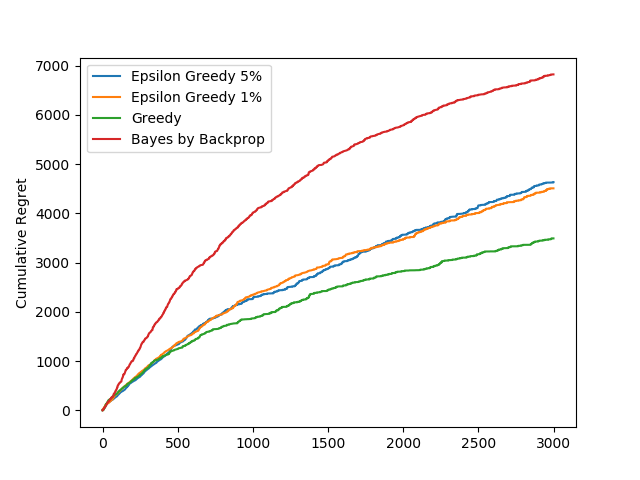 7000
6000
5000
4000
3000
2000
1000
0
Cumulative Regret
Epsilon Greedy 5%
Epsilon Greedy 1%
Greedy
Bayes by Backprop
0 500 1000 1500 2000 2500 3000